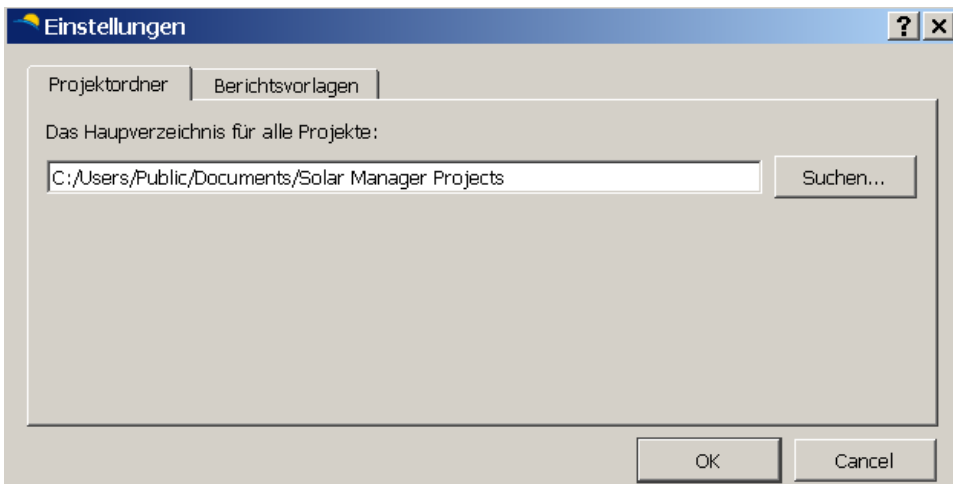 Einstellungen
Projektordner
Berichtsvorlagen
Das Haupverzeichnis für alle Projekte:
C:/Users/Public/Documents/Solar Manager Projects
Suchen...
OK
Cancel